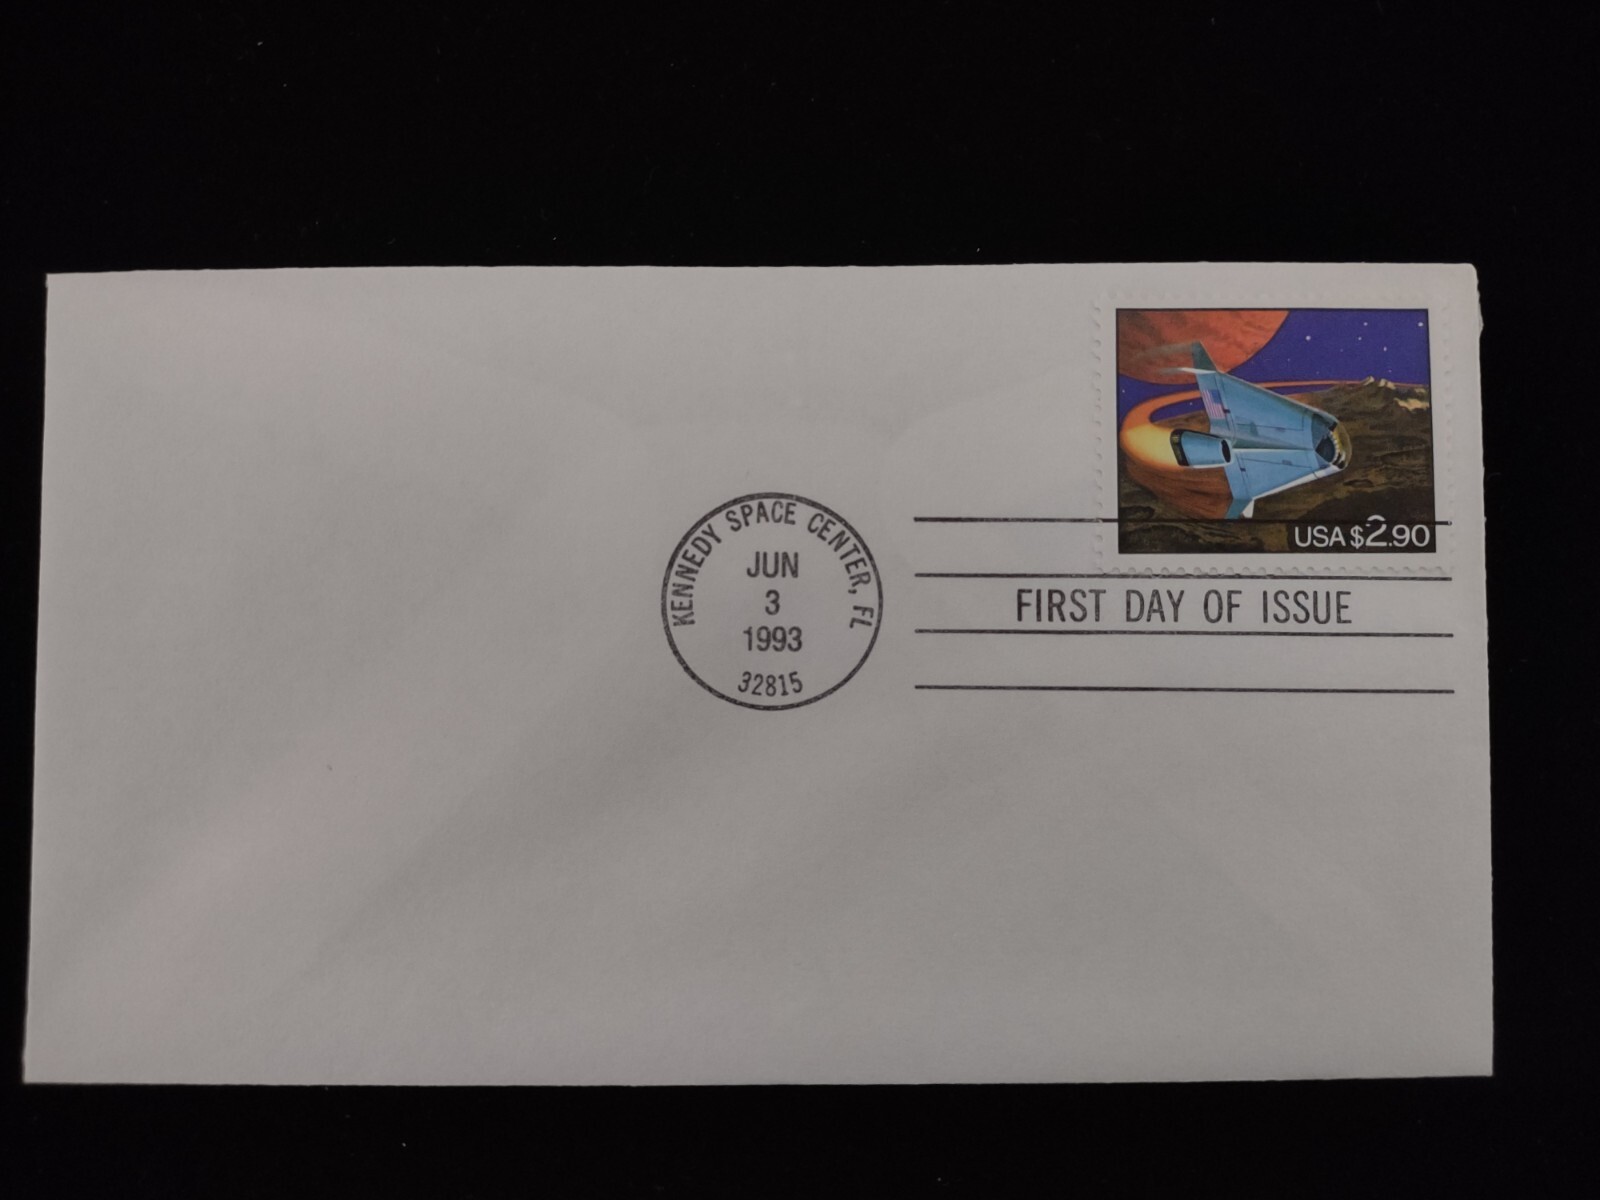 USA $2.90
KENNEDY SPACE CENTER, FL
JUN
3
1993
32815
FIRST DAY OF ISSUE